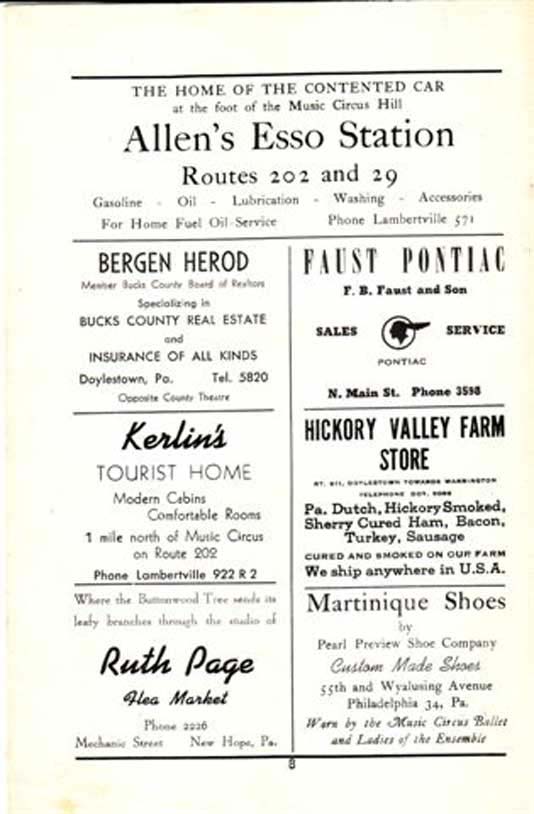 THE HOME OF THE CONTENTED CAR
at the foot of the Music Circus Hill
Allen's Esso Station
Routes 202 and 29
Gasoline - Oil - Lubrication - Washing - Accessories
For Home Fuel Oil Service Phone Lambertville 571
BERGEN HEROD
Member Bucks County Board of Realtors
Specializing in
BUCKS COUNTY REAL ESTATE
and
INSURANCE OF ALL KINDS
Doylestown, Pa. Tel. 5820
Opposite County Theatre
Kerlin's
TOURIST HOME
Modern Cabins
Comfortable Rooms
1 mile north of Music Circus
on Route 202
Phone Lambertville 922 R 2
Where the Buttonwood Tree sends its
leafy branches through the studio of
Ruth Page
Flea Market
Phone 2226
Mechanic Street New Hope, Pa.
FAUST PONTIAC
F. B. Faust and Son
SALES SERVICE
PONTIAC
N. Main St. Phone 3598
HICKORY VALLEY FARM
STORE
RT. 611, DOYLESTOWN TOWARDS WARRINGTON
TELEPHONE DOY.
Pa. Dutch, Hickory Smoked,
Sherry Cured Ham, Bacon,
Turkey, Sausage
CURED AND SMOKED ON OUR FARM
We ship anywhere in U.S.A.
Martinique Shoes
by
Pearl Preview Shoe Company
Custom Made Shoes
55th and Wyalusing Avenue
Philadelphia 34, Pa.
Worn by the Music Circus Ballet
and Ladies of the Ensemble
8